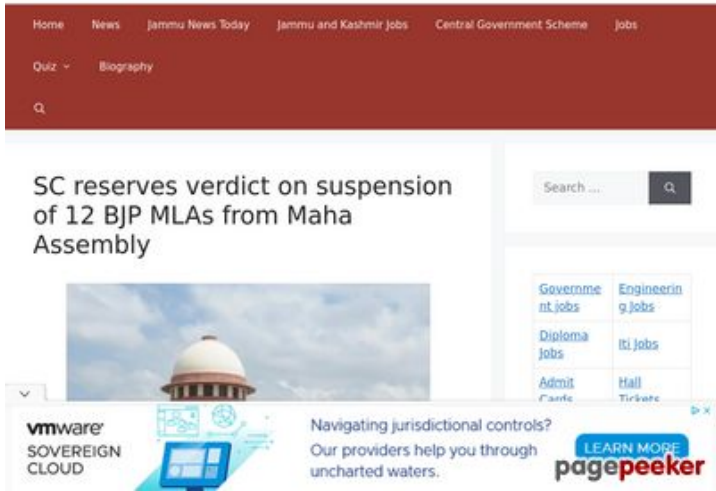 Home News Jammu News Today Jammu and Kashmir Jobs Central Government Scheme Jobs
Quiz Biography
SC reserves verdict on suspension
of 12 BJP MLAs from Maha
Assembly
Search ...
Governme
nt jobs
Engineerin
g Jobs
Diploma
Jobs
Iti Jobs
Admit
Cards
Hall
Tickets
vmware
SOVEREIGN
CLOUD
Navigating jurisdictional controls?
Our providers help you through
uncharted waters.
LEARN MORE
pagepeeker